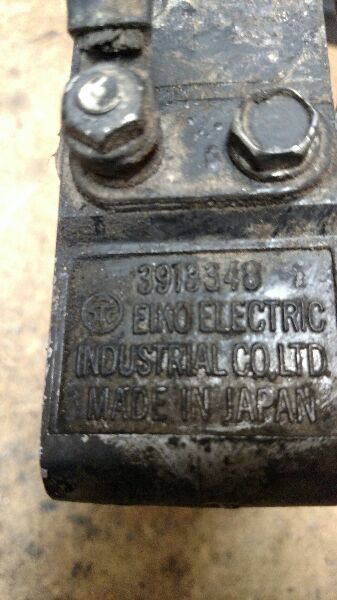 3918348
EIKO ELECTRIC
INDUSTRIAL CO.,LTD.
MADE IN JAPAN